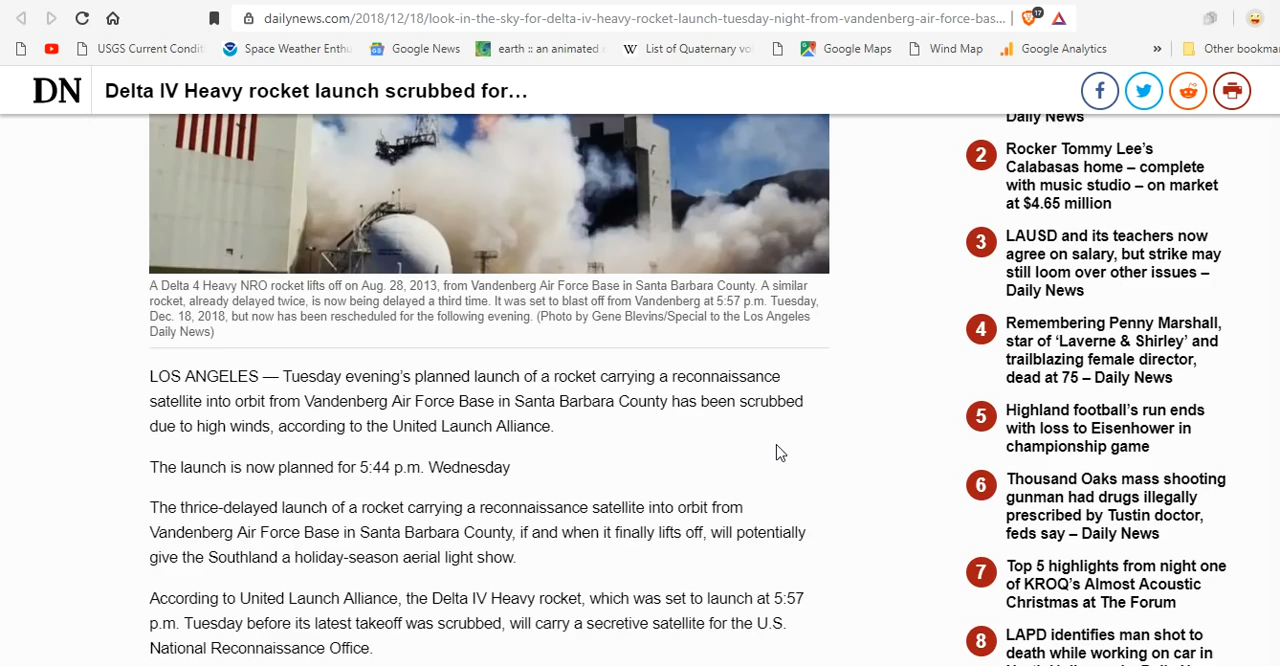 dailynews.com/2018/12/18/look-in-the-sky-for-delta-iv-heavy-rocket-launch-tuesday-night-from-vandenberg-air-force-bas...
17
USGS Current Condit
Space Weather Enthu
Google News
earth :: an animated
List of Quaternary vo
Google Maps
Wind Map
Google Analytics
»
Other bookma
DN
Delta IV Heavy rocket launch scrubbed for…
A Delta 4 Heavy NRO rocket lifts off on Aug. 28, 2013, from Vandenberg Air Force Base in Santa Barbara County. A similar
rocket, already delayed twice, is now being delayed a third time. It was set to blast off from Vandenberg at 5:57 p.m. Tuesday,
Dec. 18, 2018, but now has been rescheduled for the following evening. (Photo by Gene Blevins/Special to the Los Angeles
Daily News)
LOS ANGELES — Tuesday evening’s planned launch of a rocket carrying a reconnaissance
satellite into orbit from Vandenberg Air Force Base in Santa Barbara County has been scrubbed
due to high winds, according to the United Launch Alliance.
The launch is now planned for 5:44 p.m. Wednesday
The thrice-delayed launch of a rocket carrying a reconnaissance satellite into orbit from
Vandenberg Air Force Base in Santa Barbara County, if and when it finally lifts off, will potentially
give the Southland a holiday-season aerial light show.
According to United Launch Alliance, the Delta IV Heavy rocket, which was set to launch at 5:57
p.m. Tuesday before its latest takeoff was scrubbed, will carry a secretive satellite for the U.S.
National Reconnaissance Office.
Daily News
2
Rocker Tommy Lee’s
Calabasas home – complete
with music studio – on market
at $4.65 million
3
LAUSD and its teachers now
agree on salary, but strike may
still loom over other issues –
Daily News
4
Remembering Penny Marshall,
star of ‘Laverne & Shirley’ and
trailblazing female director,
dead at 75 – Daily News
5
Highland football’s run ends
with loss to Eisenhower in
championship game
6
Thousand Oaks mass shooting
gunman had drugs illegally
prescribed by Tustin doctor,
feds say – Daily News
7
Top 5 highlights from night one
of KROQ’s Almost Acoustic
Christmas at The Forum
8
LAPD identifies man shot to
death while working on car in